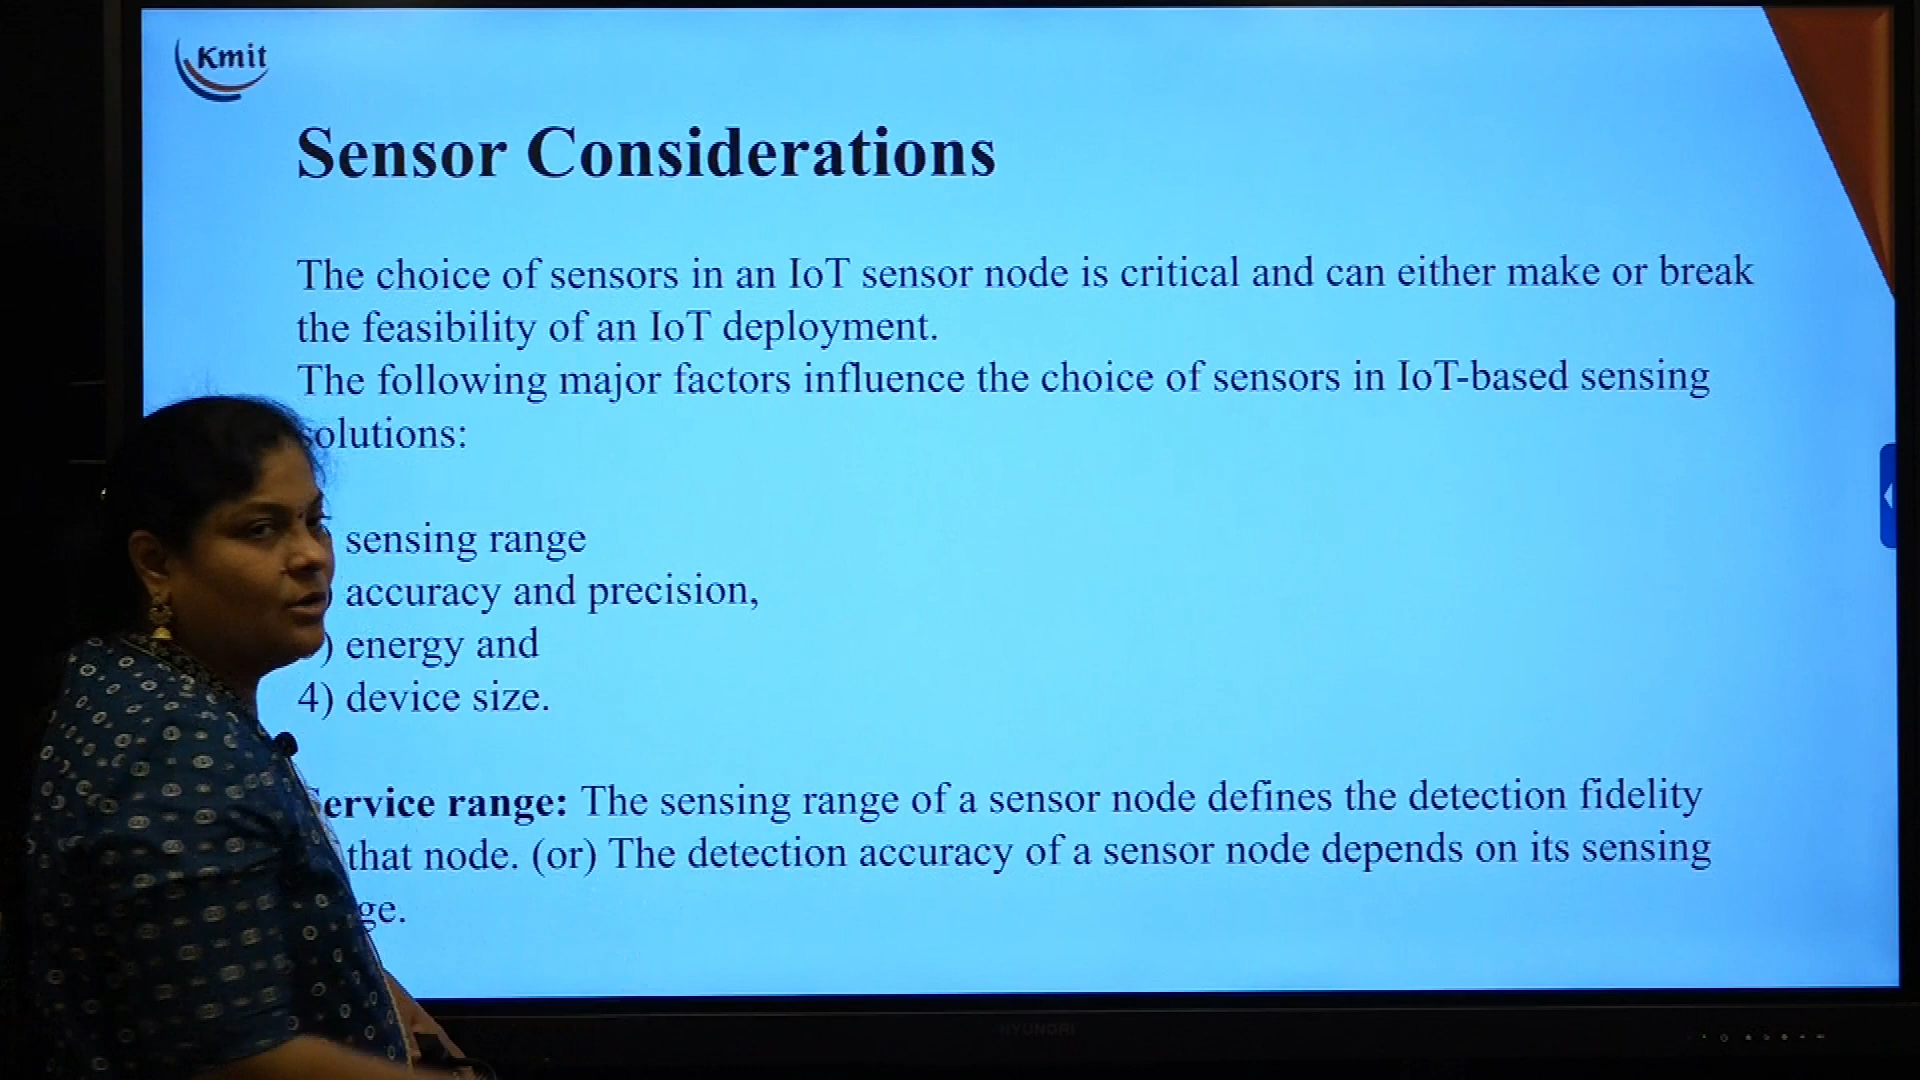 Kmit
Sensor Considerations
The choice of sensors in an IoT sensor node is critical and can either make or break
the feasibility of an IoT deployment.
The following major factors influence the choice of sensors in IoT-based sensing
solutions:
sensing range
) accuracy and precision,
) energy and
4) device size.
ervice range: The sensing range of a sensor node defines the detection fidelity
that node. (or) The detection accuracy of a sensor node depends on its sensing
ge.
HYUNDAI